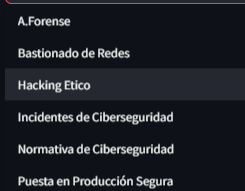 A.Forense
Bastionado de Redes
Hacking Etico
Incidentes de Ciberseguridad
Normativa de Ciberseguridad
Puesta en Producción Segura